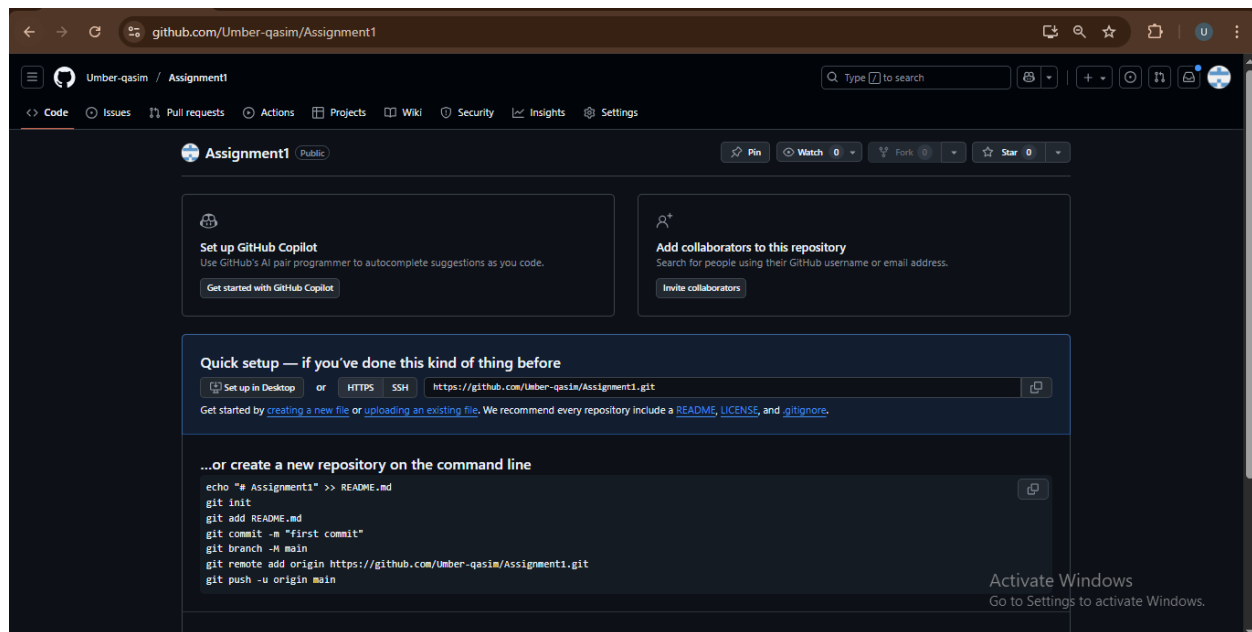 github.com/Umber-qasim/Assignment1
Umber-qasim / Assignment1
Type / to search
<> Code Issues Pull requests Actions Projects Wiki Security Insights Settings
Assignment1 Public
Pin Watch 0 Fork 0 Star 0
Set up GitHub Copilot
Use GitHub's AI pair programmer to autocomplete suggestions as you code.
Get started with GitHub Copilot
Add collaborators to this repository
Search for people using their GitHub username or email address.
Invite collaborators
Quick setup — if you've done this kind of thing before
Set up in Desktop or HTTPS SSH https://github.com/Umber-qasim/Assignment1.git
Get started by creating a new file or uploading an existing file. We recommend every repository include a README, LICENSE, and .gitignore.
...or create a new repository on the command line
echo "# Assignment1" >> README.md
git init
git add README.md
git commit -m "first commit"
git branch -M main
git remote add origin https://github.com/Umber-qasim/Assignment1.git
git push -u origin main
Activate Windows
Go to Settings to activate Windows.
U